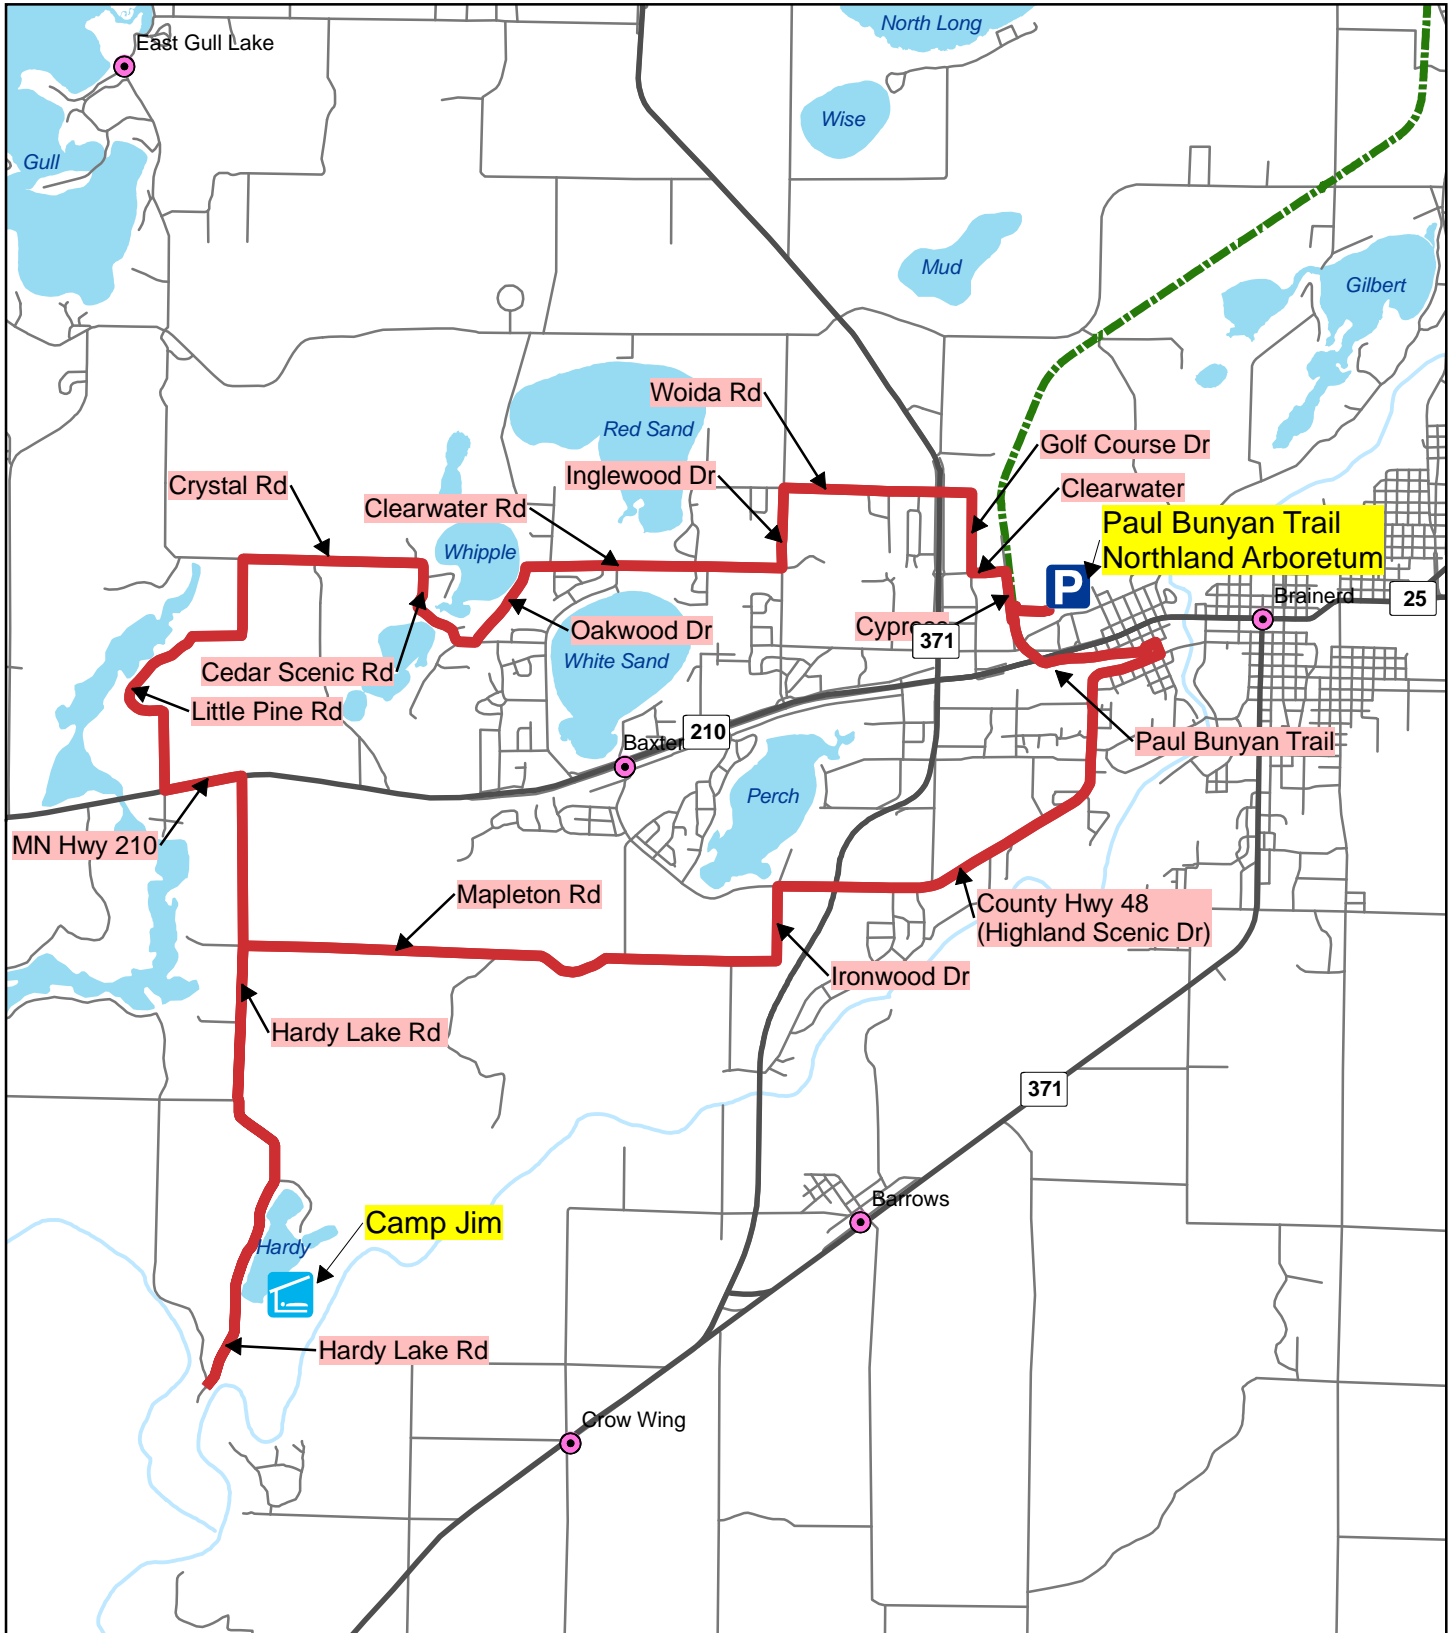 East Gull Lake
North Long
Wise
Gull
Mud
Gilbert
Woida Rd
Red Sand
Golf Course Dr
Inglewood Dr
Crystal Rd
Clearwater
Clearwater Rd
Paul Bunyan Trail
Northland Arboretum
Whipple
P
Brainerd
25
Oakwood Dr
Cypress
371
White Sand
Cedar Scenic Rd
Little Pine Rd
210
Baxter
Paul Bunyan Trail
Perch
MN Hwy 210
Mapleton Rd
County Hwy 48
(Highland Scenic Dr)
Ironwood Dr
Hardy Lake Rd
371
Barrows
Camp Jim
Hardy
Hardy Lake Rd
Crow Wing